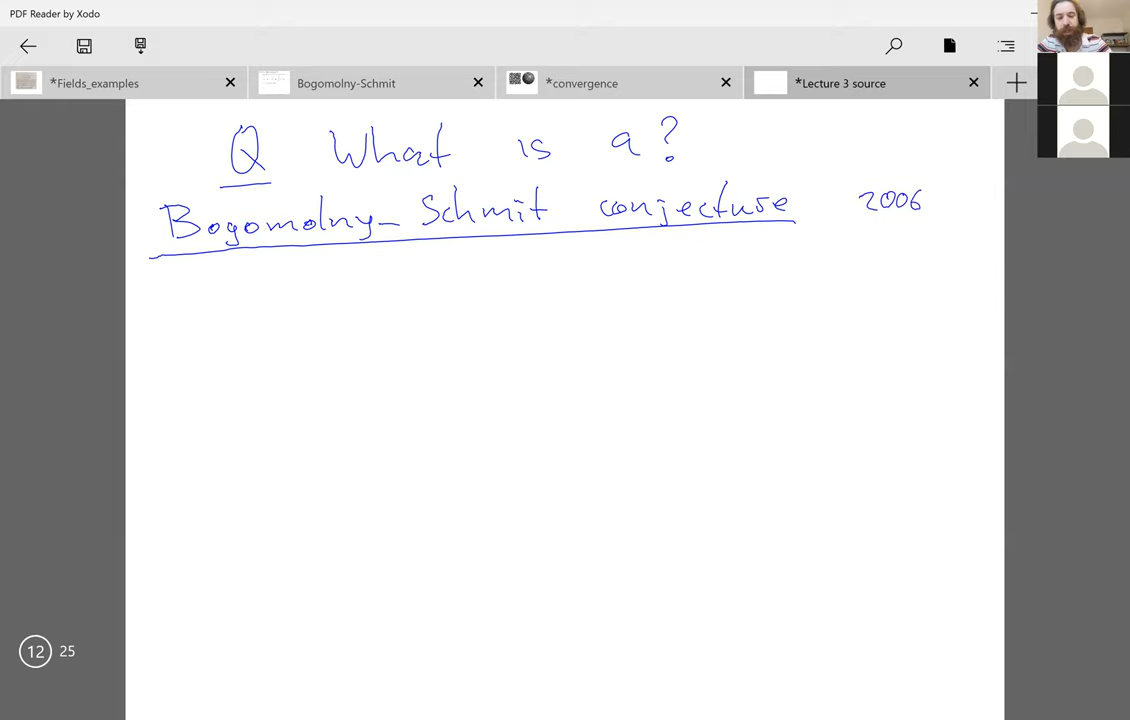 PDF Reader by Xodo
*Fields_examples
Bogomolny-Schmit
*convergence
*Lecture 3 source
Q What is a?
Bogomolny-Schmit conjecture 2006
12 25